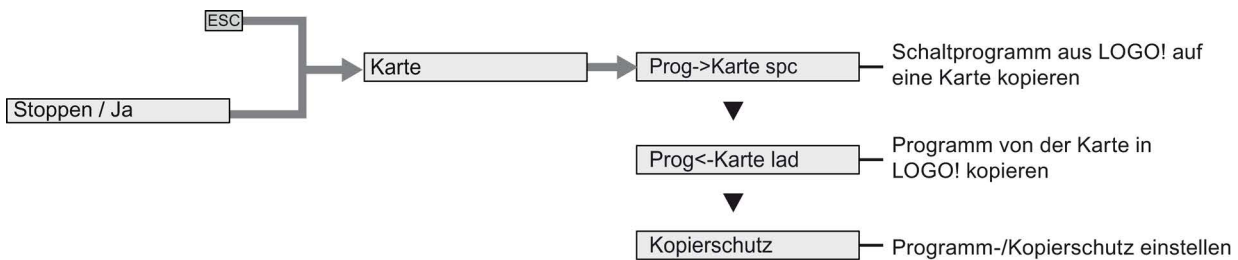 ESC
Stoppen / Ja
Karte
Prog->Karte spc
Schaltprogramm aus LOGO! auf
eine Karte kopieren
Prog<-Karte lad
Programm von der Karte in
LOGO! kopieren
Kopierschutz
Programm-/Kopierschutz einstellen